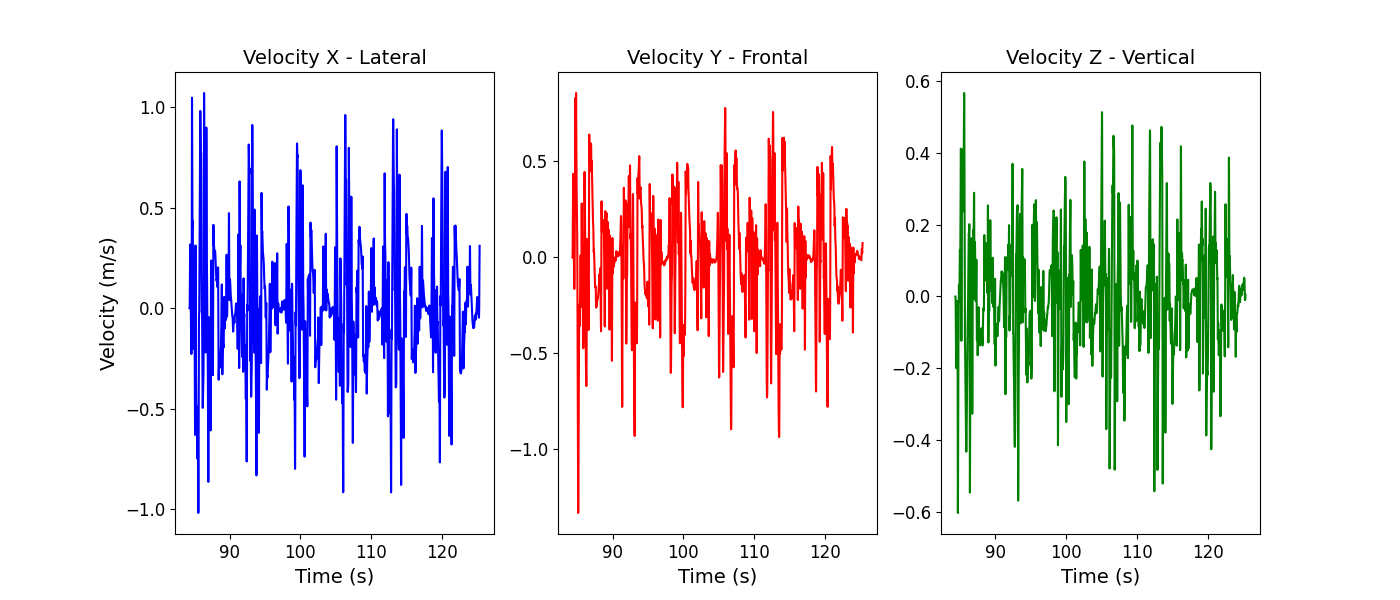 Velocity X - Lateral
Velocity Y - Frontal
Velocity Z - Vertical
Velocity (m/s)
1.0
0.5
0.0
−0.5
−1.0
0.5
0.0
−0.5
−1.0
0.6
0.4
0.2
0.0
−0.2
−0.4
−0.6
90 100 110 120
90 100 110 120
90 100 110 120
Time (s)
Time (s)
Time (s)